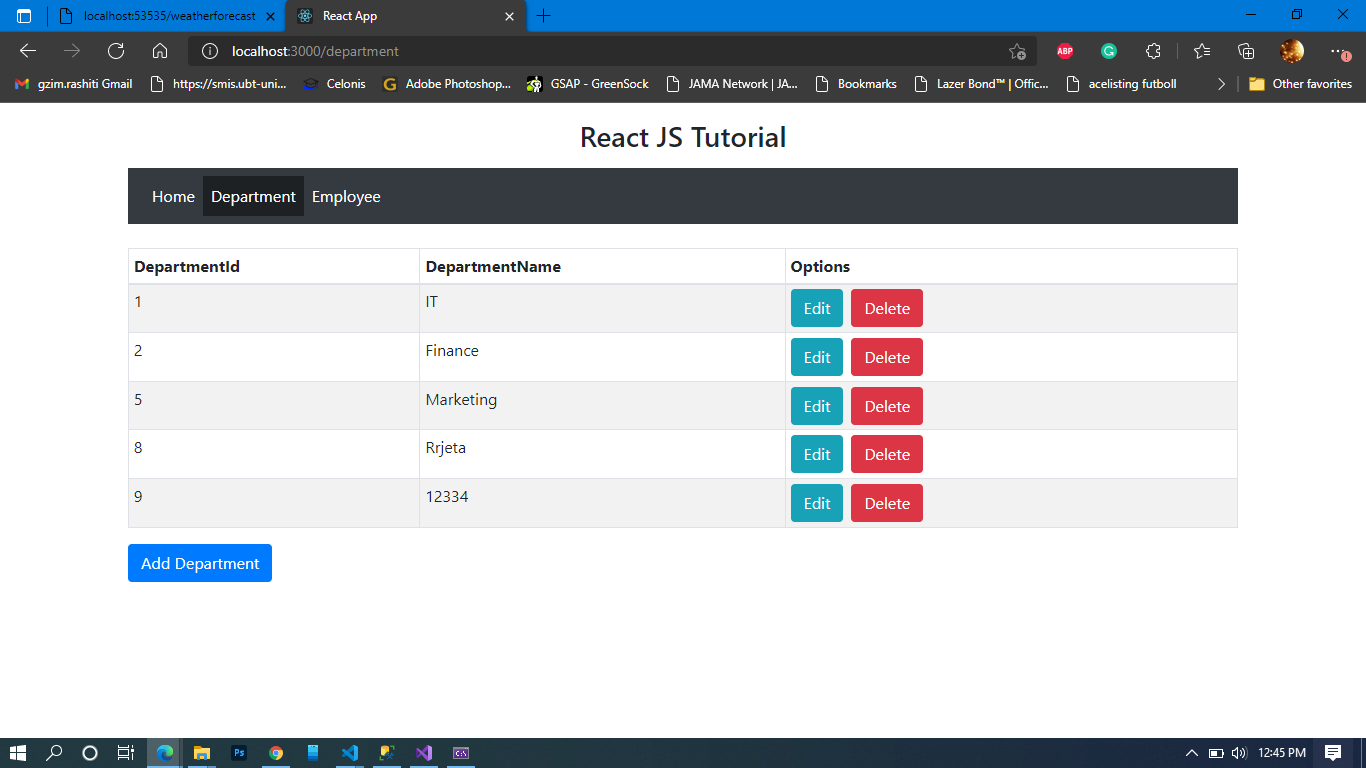 localhost:53535/weatherforecast React App
localhost:3000/department ABP
gzim.rashiti Gmail https://smis.ubt-uni... Celonis Adobe Photoshop... GSAP - GreenSock JAMA Network | JA... Bookmarks Lazer Bond™ | Offic... acelisting futboll Other favorites
React JS Tutorial
Home Department Employee
DepartmentId DepartmentName Options
1 IT Edit Delete
2 Finance Edit Delete
5 Marketing Edit Delete
8 Rrjeta Edit Delete
9 12334 Edit Delete
Add Department
Ps 12:45 PM